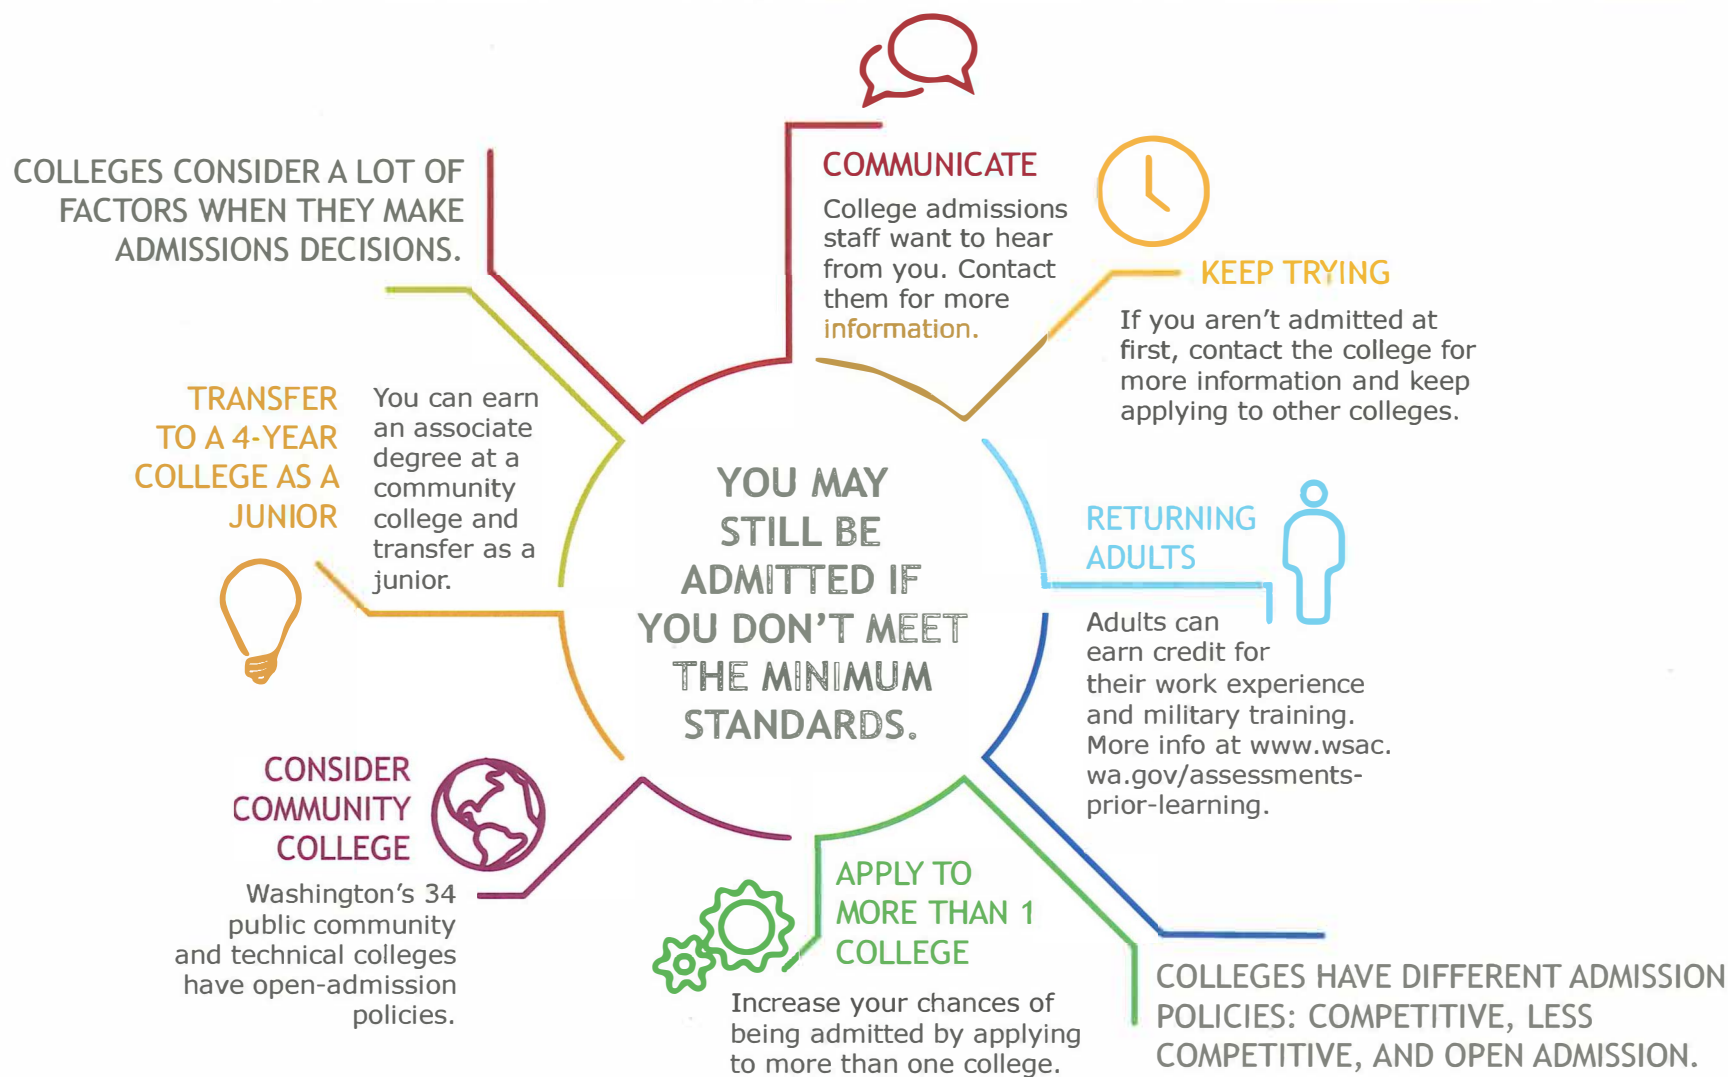 COLLEGES CONSIDER A LOT OF
FACTORS WHEN THEY MAKE
ADMISSIONS DECISIONS.
COMMUNICATE
College admissions
staff want to hear
from you. Contact
them for more
information.
KEEP TRYING
If you aren't admitted at
first, contact the college for
more information and keep
applying to other colleges.
TRANSFER
TO A 4-YEAR
COLLEGE AS A
JUNIOR
You can earn
an associate
degree at a
community
college and
transfer as a
junior.
YOU MAY
STILL BE
ADMITTED IF
YOU DON'T MEET
THE MINIMUM
STANDARDS.
RETURNING
ADULTS
Adults can
earn credit for
their work experience
and military training.
More info at www.wsac.
wa.gov/assessments-
prior-learning.
CONSIDER
COMMUNITY
COLLEGE
Washington's 34
public community
and technical colleges
have open-admission
policies.
APPLY TO
MORE THAN 1
COLLEGE
Increase your chances of
being admitted by applying
to more than one college.
COLLEGES HAVE DIFFERENT ADMISSION
POLICIES: COMPETITIVE, LESS
COMPETITIVE, AND OPEN ADMISSION.